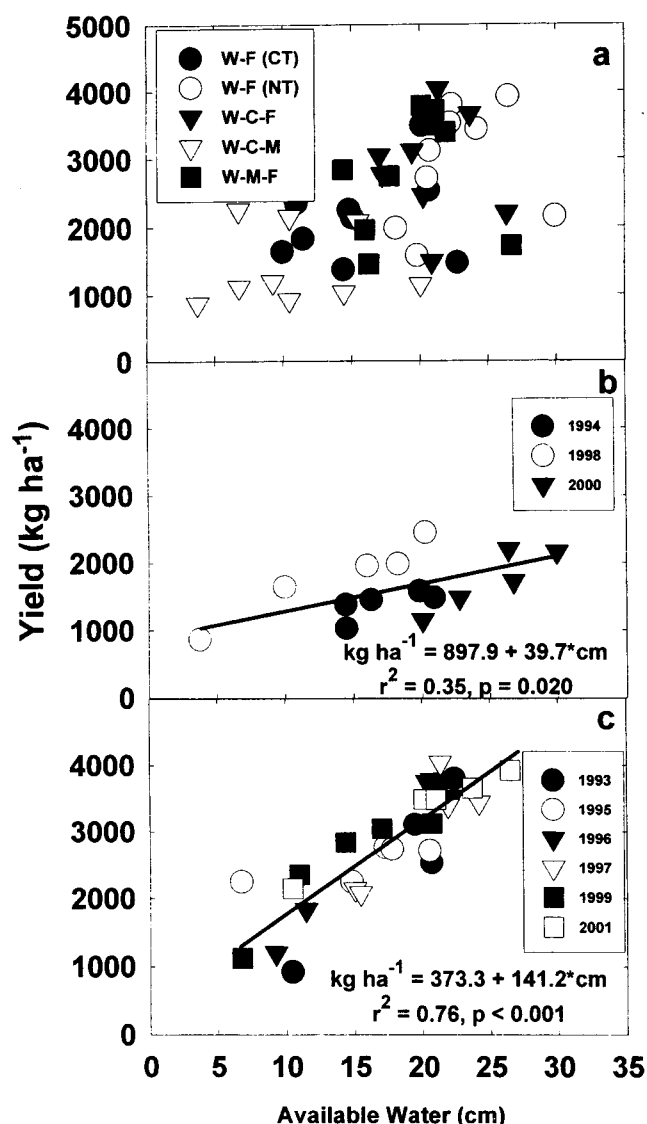 5000
4000
3000
2000
1000
0
W-F (CT)
W-F (NT)
W-C-F
W-C-M
W-M-F
a
4000
3000
2000
1000
0
b
1994
1998
2000
kg ha-1 = 897.9 + 39.7*cm
r2 = 0.35, p = 0.020
Yield (kg ha-1)
4000
3000
2000
1000
0
c
1993
1995
1996
1997
1999
2001
kg ha-1 = 373.3 + 141.2*cm
r2 = 0.76, p < 0.001
0 5 10 15 20 25 30 35
Available Water (cm)